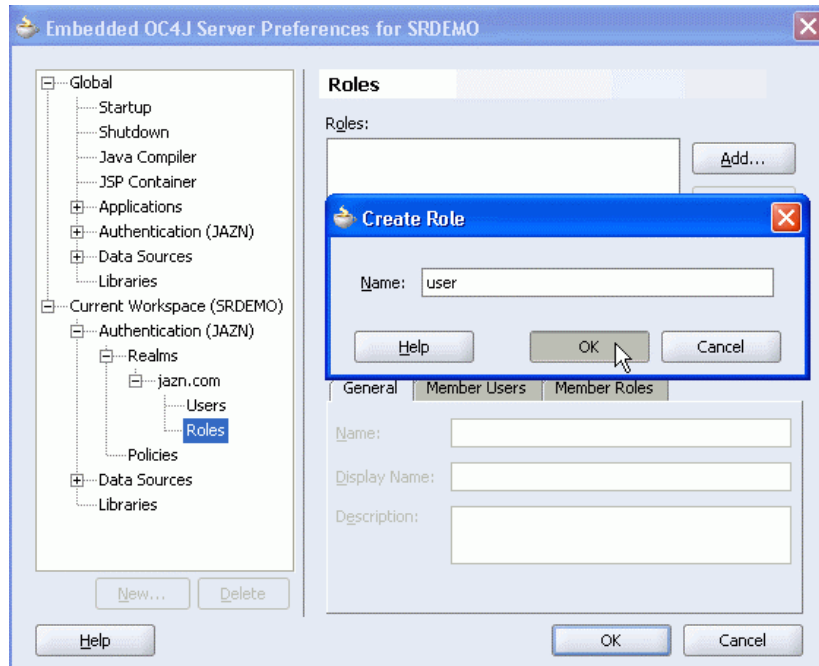 Embedded OC4J Server Preferences for SRDEMO
Global
Startup
Shutdown
Java Compiler
JSP Container
Applications
Authentication (JAZN)
Data Sources
Libraries
Current Workspace (SRDEMO)
Authentication (JAZN)
Realms
jazn.com
Users
Roles
Policies
Data Sources
Libraries
New...
Delete
Roles
Roles:
Add...
Create Role
Name:
user
Help
OK
Cancel
General
Member Users
Member Roles
Name:
Display Name:
Description:
Help
OK
Cancel